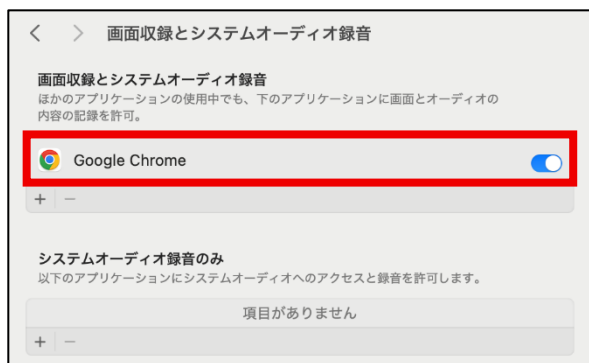 画面収録とシステムオーディオ録音
画面収録とシステムオーディオ録音
ほかのアプリケーションの使用中でも、下のアプリケーションに画面とオーディオの
内容の記録を許可。
Google Chrome
システムオーディオ録音のみ
以下のアプリケーションにシステムオーディオへのアクセスと録音を許可します。
項目がありません